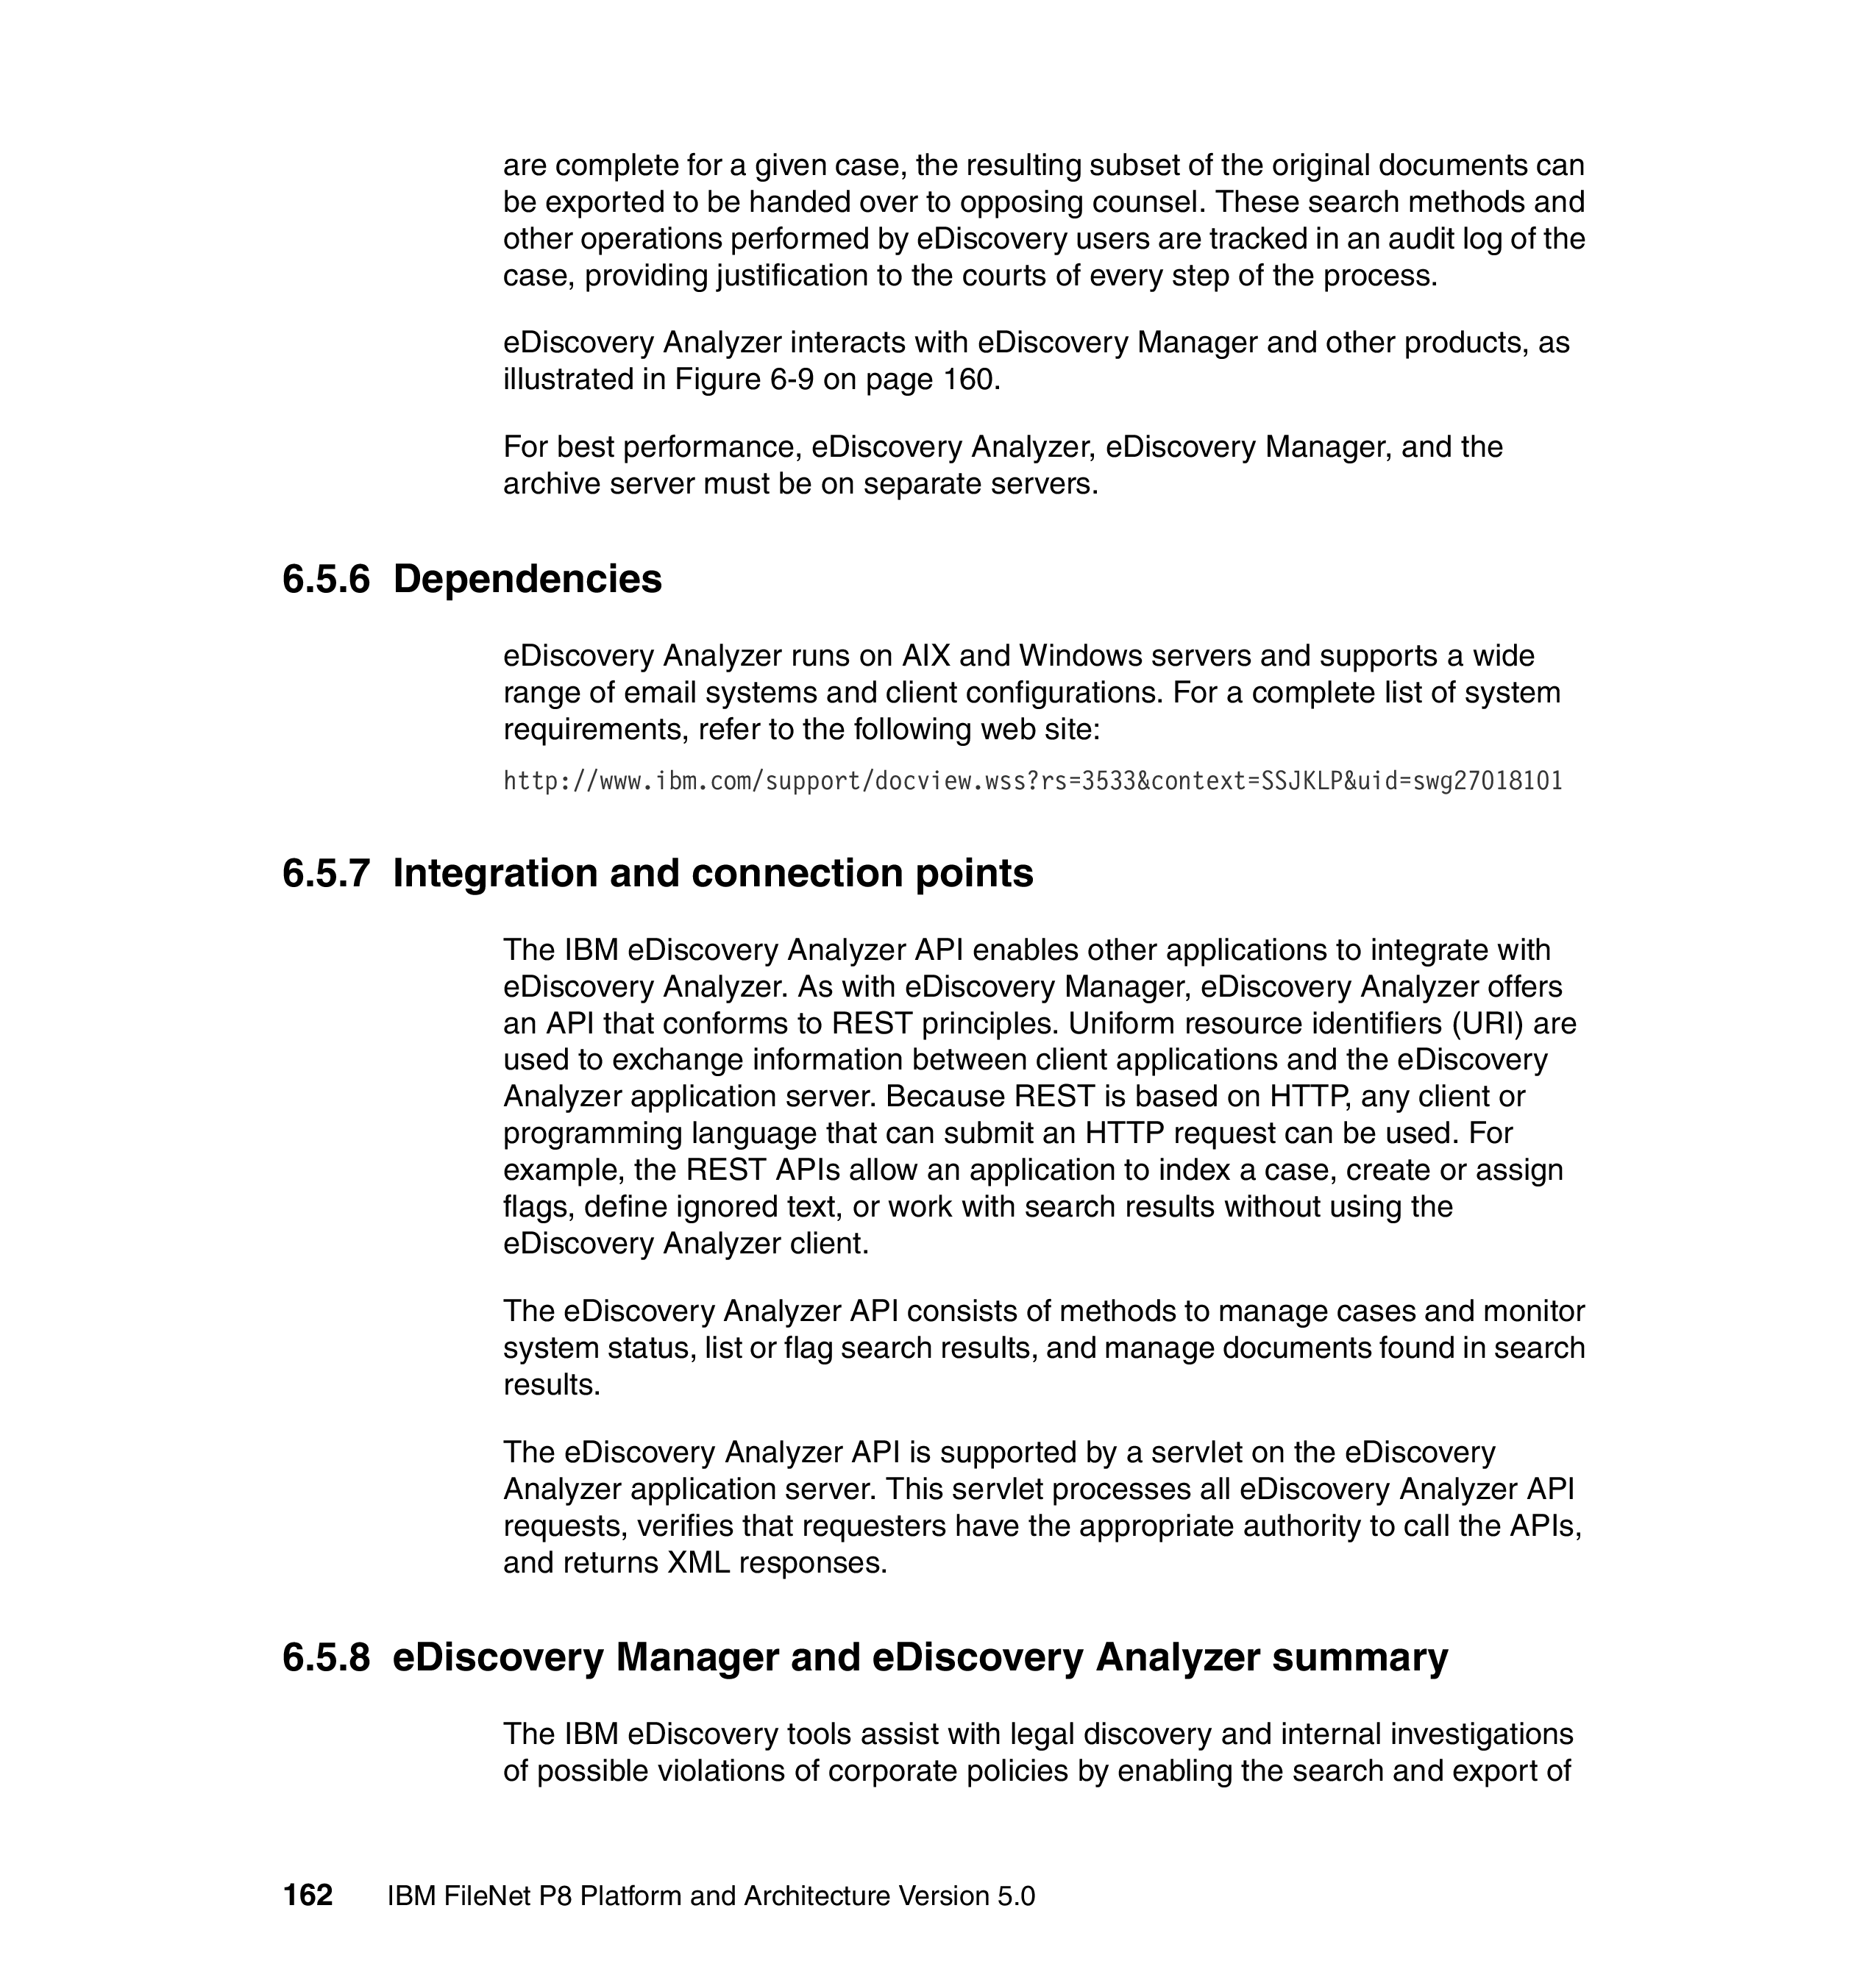 are complete for a given case, the resulting subset of the original documents can
be exported to be handed over to opposing counsel. These search methods and
other operations performed by eDiscovery users are tracked in an audit log of the
case, providing justification to the courts of every step of the process.
eDiscovery Analyzer interacts with eDiscovery Manager and other products, as
illustrated in Figure 6-9 on page 160.
For best performance, eDiscovery Analyzer, eDiscovery Manager, and the
archive server must be on separate servers.
6.5.6 Dependencies
eDiscovery Analyzer runs on AIX and Windows servers and supports a wide
range of email systems and client configurations. For a complete list of system
requirements, refer to the following web site:
http://www.ibm.com/support/docview.wss?rs=3533&context=SSJKLP&uid=swg27018101
6.5.7 Integration and connection points
The IBM eDiscovery Analyzer API enables other applications to integrate with
eDiscovery Analyzer. As with eDiscovery Manager, eDiscovery Analyzer offers
an API that conforms to REST principles. Uniform resource identifiers (URI) are
used to exchange information between client applications and the eDiscovery
Analyzer application server. Because REST is based on HTTP, any client or
programming language that can submit an HTTP request can be used. For
example, the REST APIs allow an application to index a case, create or assign
flags, define ignored text, or work with search results without using the
eDiscovery Analyzer client.
The eDiscovery Analyzer API consists of methods to manage cases and monitor
system status, list or flag search results, and manage documents found in search
results.
The eDiscovery Analyzer API is supported by a servlet on the eDiscovery
Analyzer application server. This servlet processes all eDiscovery Analyzer API
requests, verifies that requesters have the appropriate authority to call the APIs,
and returns XML responses.
6.5.8 eDiscovery Manager and eDiscovery Analyzer summary
The IBM eDiscovery tools assist with legal discovery and internal investigations
of possible violations of corporate policies by enabling the search and export of
162 IBM FileNet P8 Platform and Architecture Version 5.0